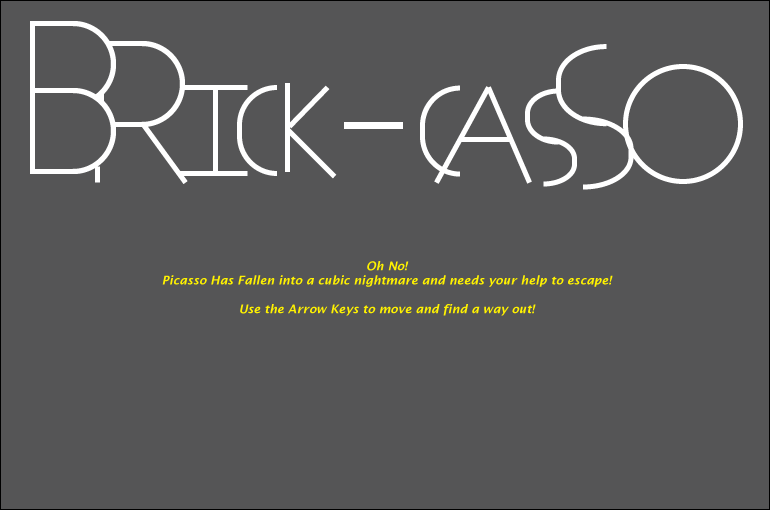 BRICK-CASSO
Oh No!
Picasso Has Fallen into a cubic nightmare and needs your help to escape!
Use the Arrow Keys to move and find a way out!